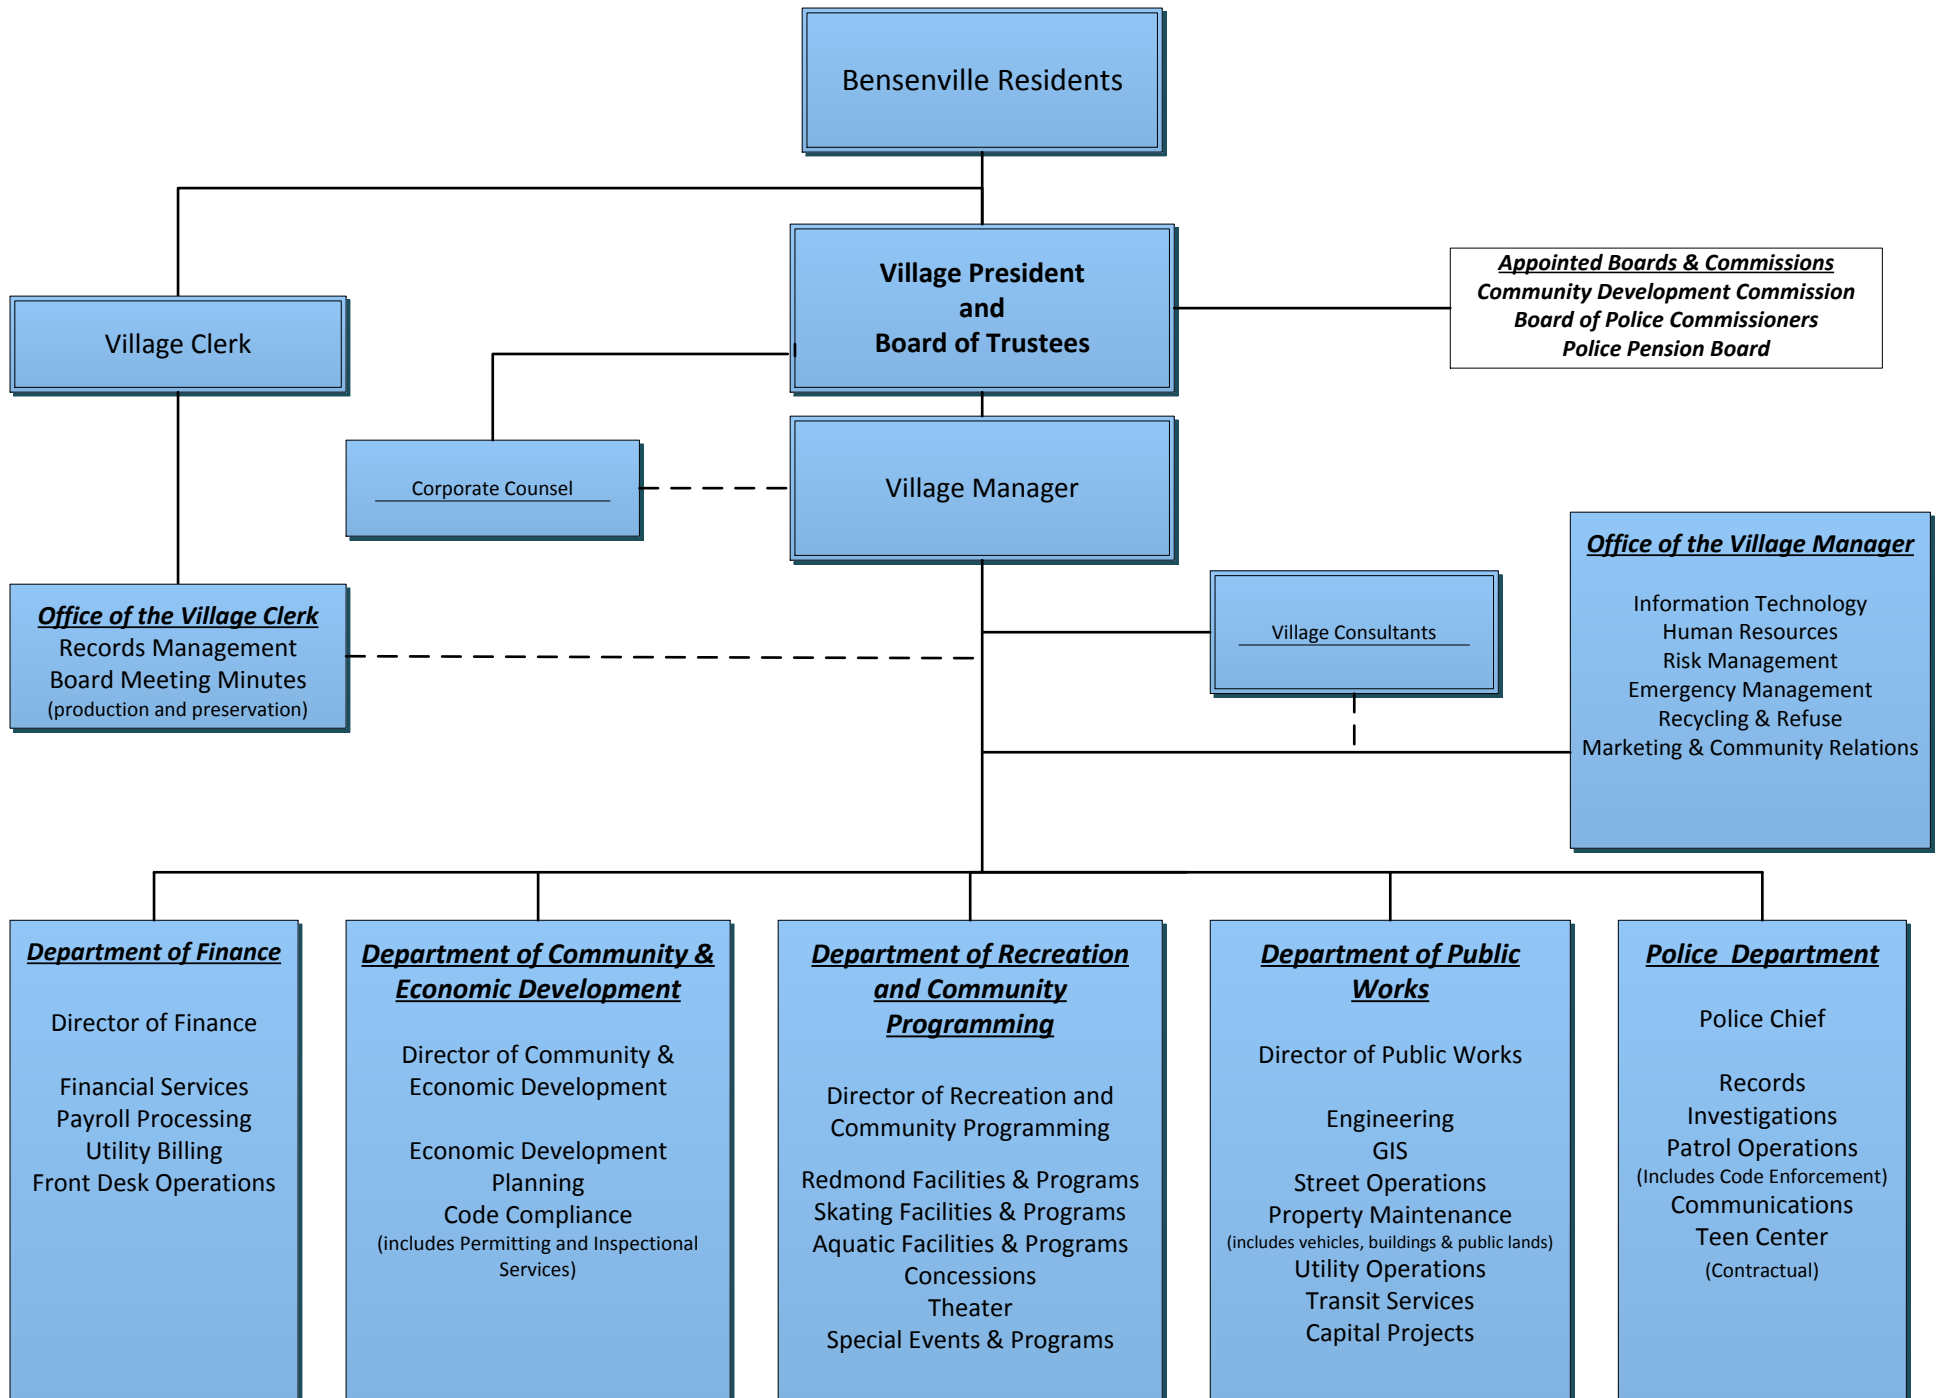 Bensenville Residents
Village President
and
Board of Trustees
Appointed Boards & Commissions
Community Development Commission
Board of Police Commissioners
Police Pension Board
Village Clerk
Corporate Counsel
Village Manager
Office of the Village Manager
Information Technology
Human Resources
Risk Management
Emergency Management
Recycling & Refuse
Marketing & Community Relations
Office of the Village Clerk
Records Management
Board Meeting Minutes
(production and preservation)
Village Consultants
Department of Finance
Director of Finance
Financial Services
Payroll Processing
Utility Billing
Front Desk Operations
Department of Community &
Economic Development
Director of Community &
Economic Development
Economic Development
Planning
Code Compliance
(includes Permitting and Inspectional
Services)
Department of Recreation
and Community
Programming
Director of Recreation and
Community Programming
Redmond Facilities & Programs
Skating Facilities & Programs
Aquatic Facilities & Programs
Concessions
Theater
Special Events & Programs
Department of Public
Works
Director of Public Works
Engineering
GIS
Street Operations
Property Maintenance
(includes vehicles, buildings & public lands)
Utility Operations
Transit Services
Capital Projects
Police  Department
Police Chief
Records
Investigations
Patrol Operations
(Includes Code Enforcement)
Communications
Teen Center
(Contractual)